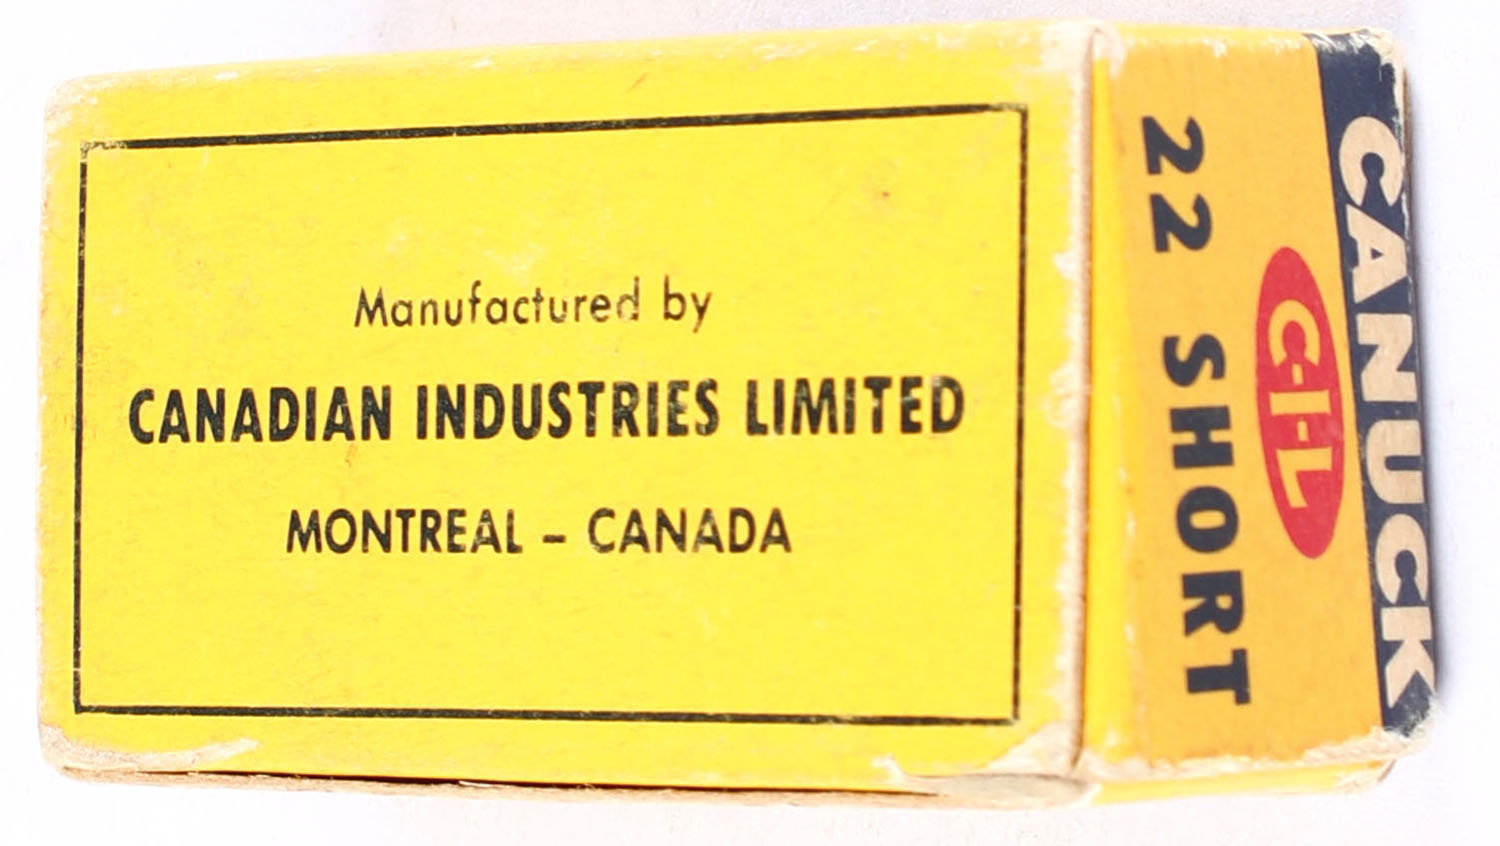 Manufactured by
CANADIAN INDUSTRIES LIMITED
MONTREAL – CANADA
CANUCK
C-I-L
22 SHORT